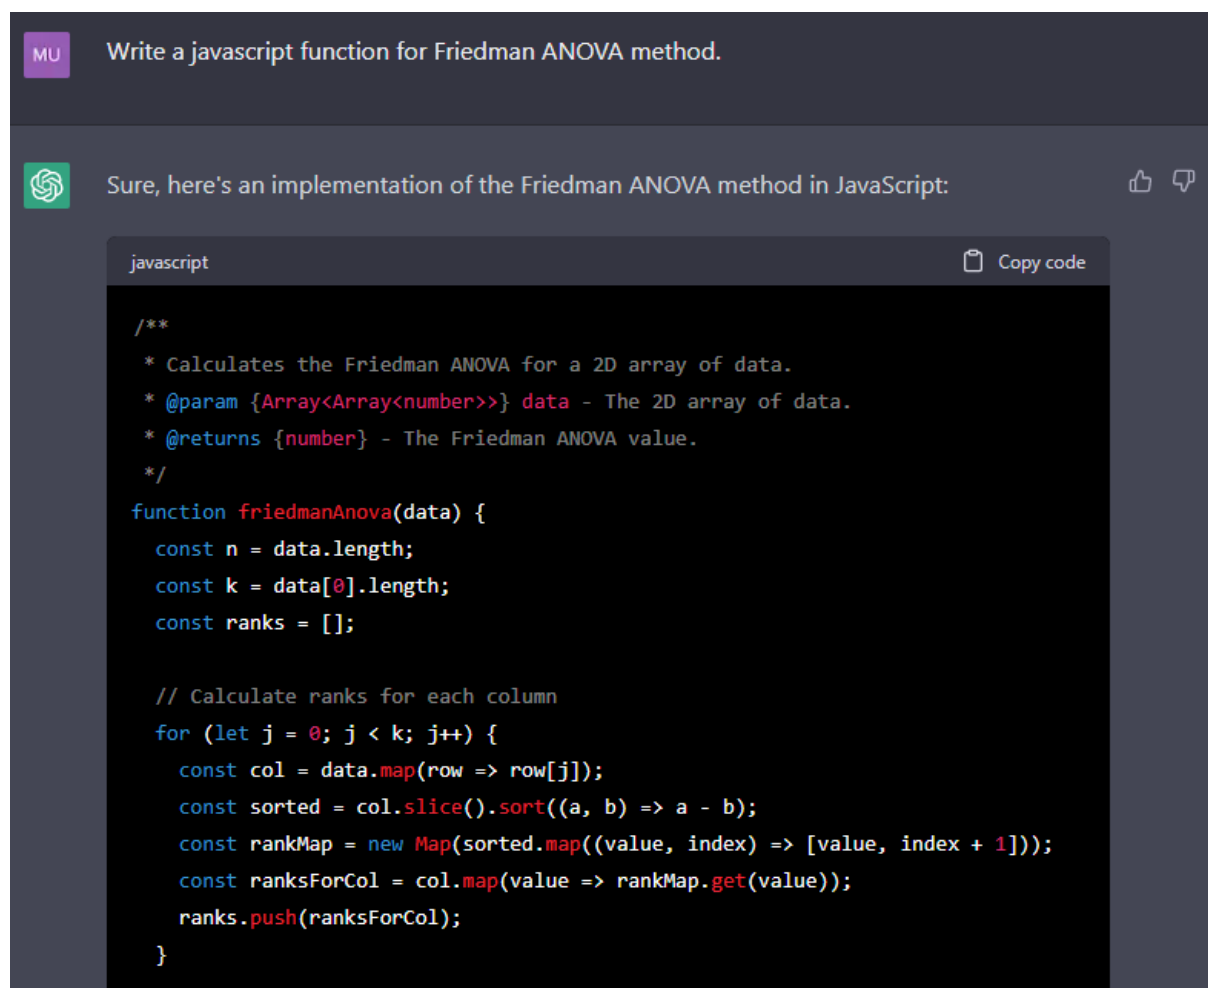 MU
Write a javascript function for Friedman ANOVA method.
Sure, here's an implementation of the Friedman ANOVA method in JavaScript:
javascript
Copy code
/**
 * Calculates the Friedman ANOVA for a 2D array of data.
 * @param {Array<Array<number>>} data - The 2D array of data.
 * @returns {number} - The Friedman ANOVA value.
 */
function friedmanAnova(data) {
  const n = data.length;
  const k = data[0].length;
  const ranks = [];

  // Calculate ranks for each column
  for (let j = 0; j < k; j++) {
    const col = data.map(row => row[j]);
    const sorted = col.slice().sort((a, b) => a - b);
    const rankMap = new Map(sorted.map((value, index) => [value, index + 1]));
    const ranksForCol = col.map(value => rankMap.get(value));
    ranks.push(ranksForCol);
  }